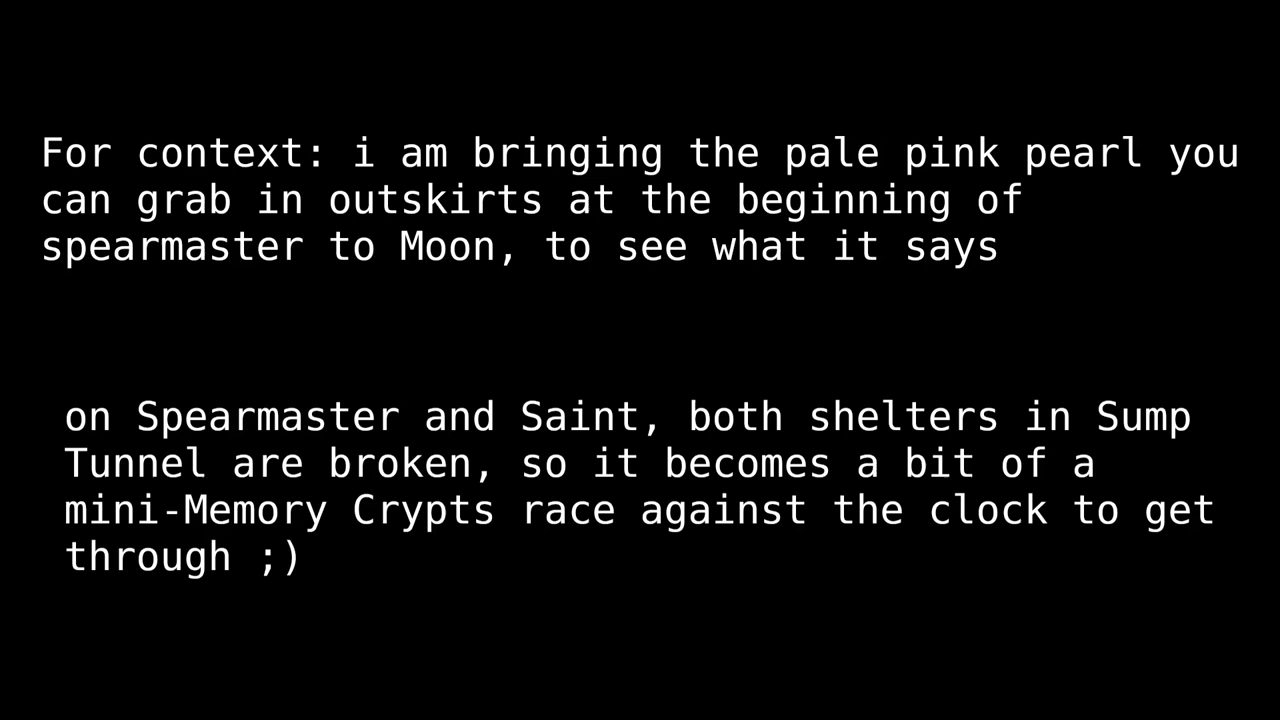 For context: i am bringing the pale pink pearl you
can grab in outskirts at the beginning of
spearmaster to Moon, to see what it says
on Spearmaster and Saint, both shelters in Sump
Tunnel are broken, so it becomes a bit of a
mini-Memory Crypts race against the clock to get
through ;)